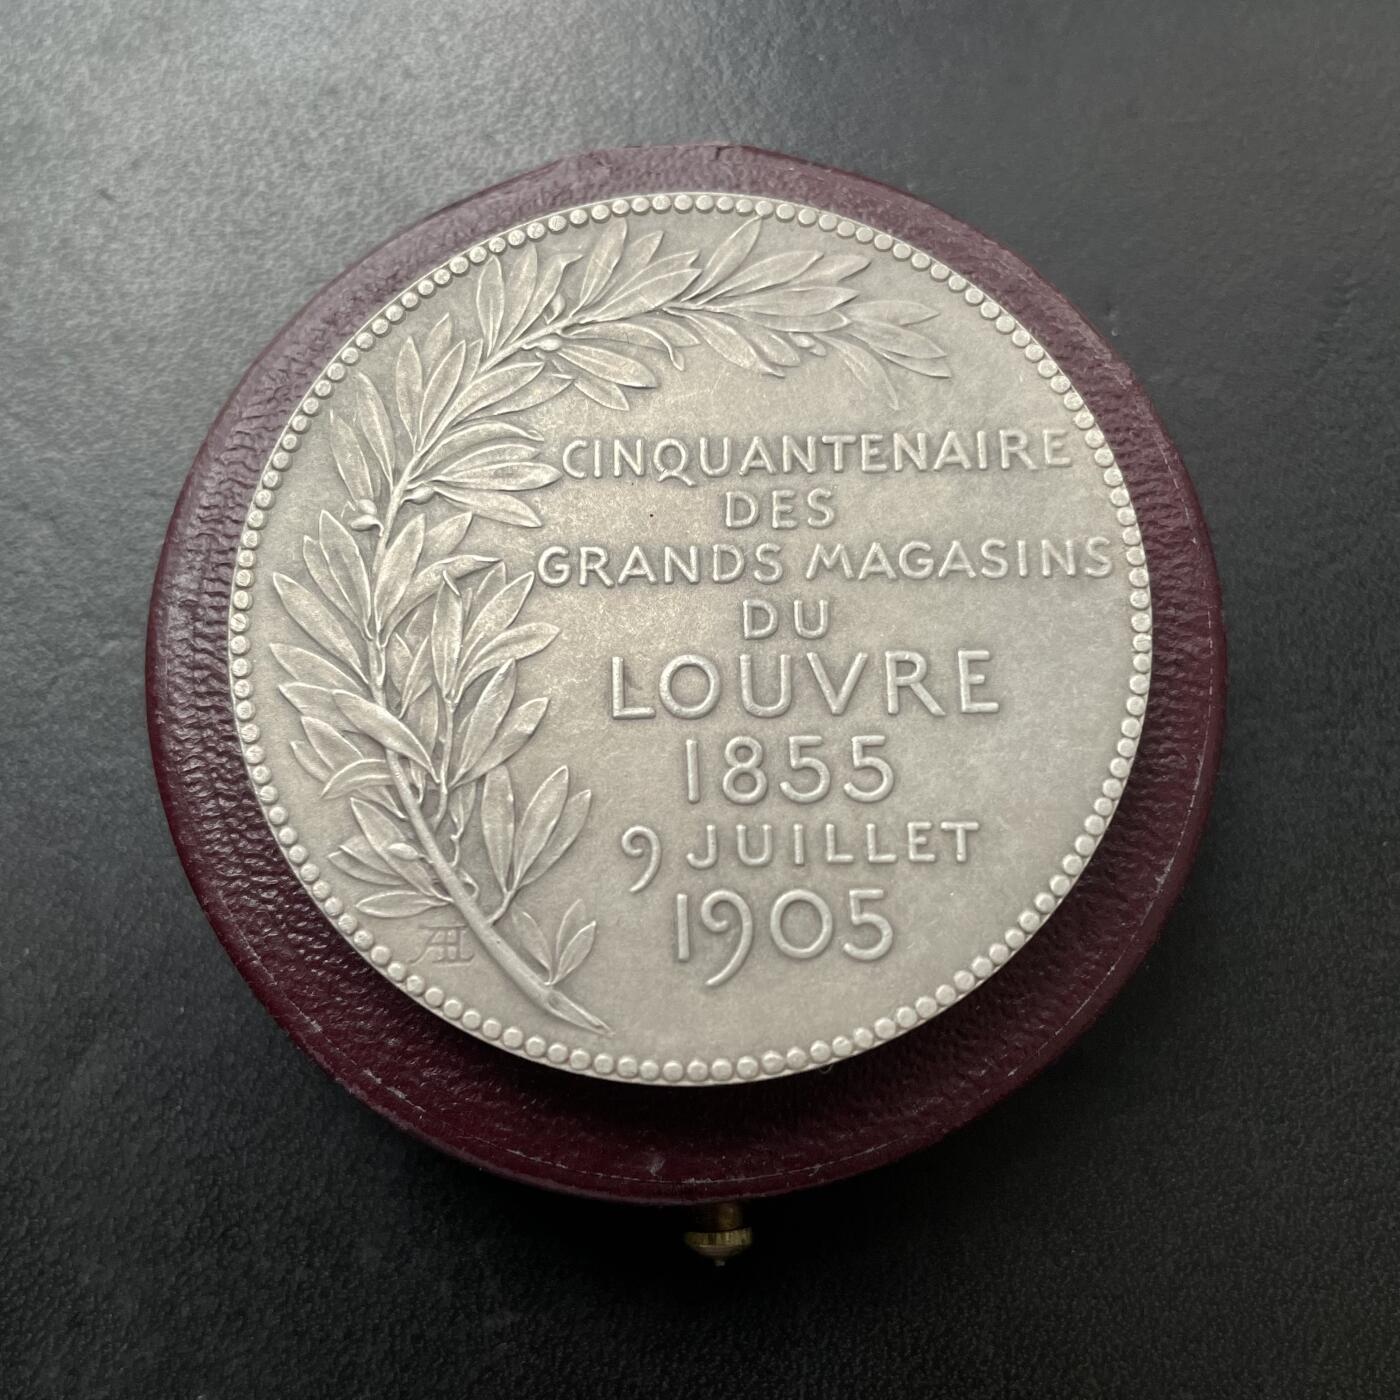 CINQUANTENAIRE
DES
GRANDS MAGASINS
DU
LOUVRE
1855
9 JUILLET
1905